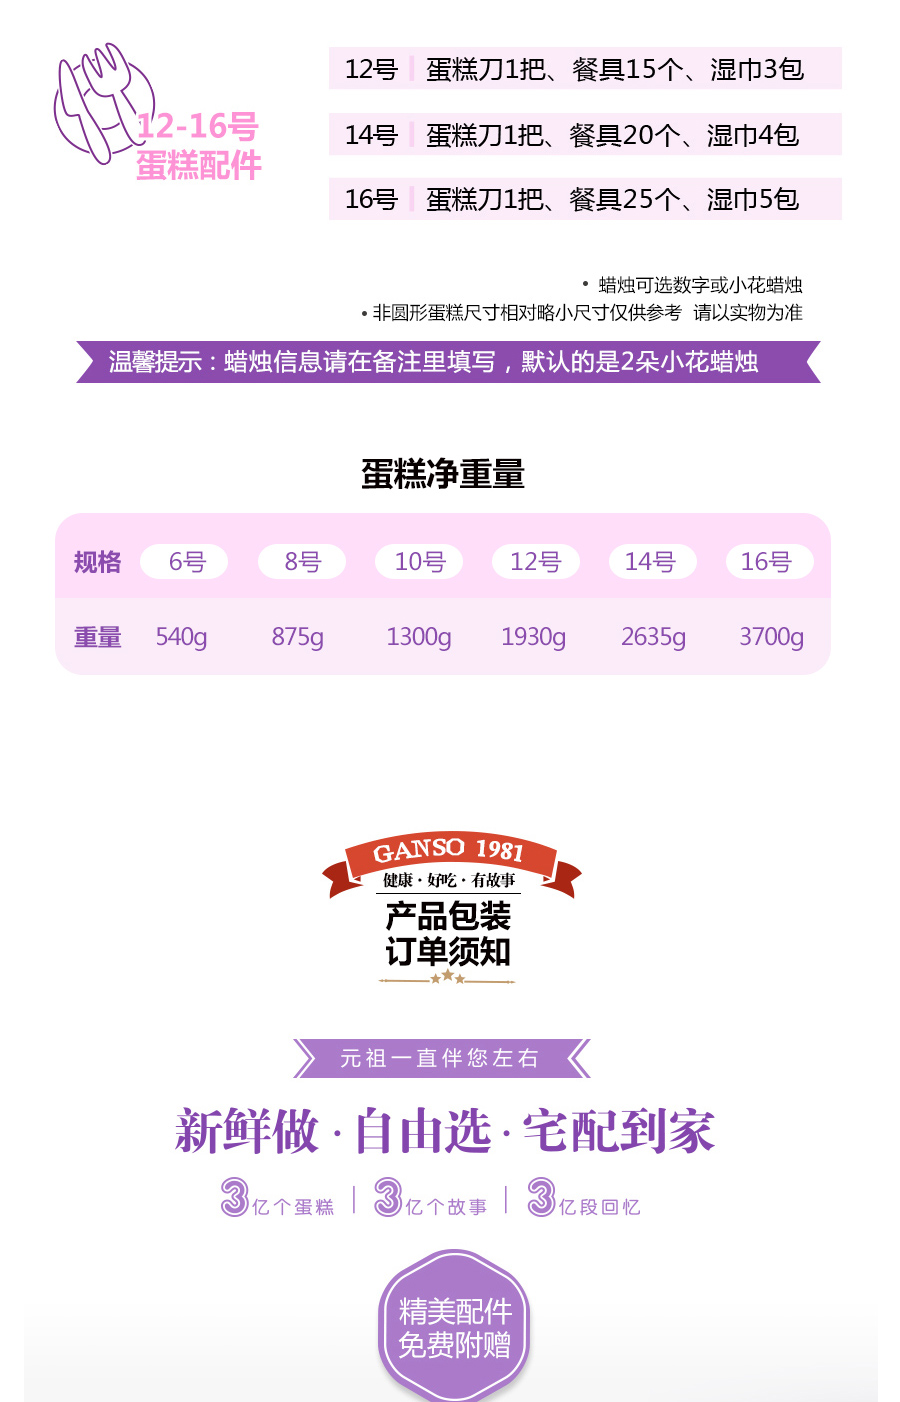 12-16号
蛋糕配件
12号 蛋糕刀1把、餐具15个、湿巾3包
14号 蛋糕刀1把、餐具20个、湿巾4包
16号 蛋糕刀1把、餐具25个、湿巾5包
• 蜡烛可选数字或小花蜡烛
• 非圆形蛋糕尺寸相对略小尺寸仅供参考 请以实物为准
温馨提示：蜡烛信息请在备注里填写，默认的是2朵小花蜡烛
蛋糕净重量
规格 6号 8号 10号 12号 14号 16号
重量 540g 875g 1300g 1930g 2635g 3700g
GANSO 1981
健康·好吃·有故事
产品包装
订单须知
元祖一直伴您左右
新鲜做·自由选·宅配到家
3亿个蛋糕 | 3亿个故事 | 3亿段回忆
精美配件
免费附赠